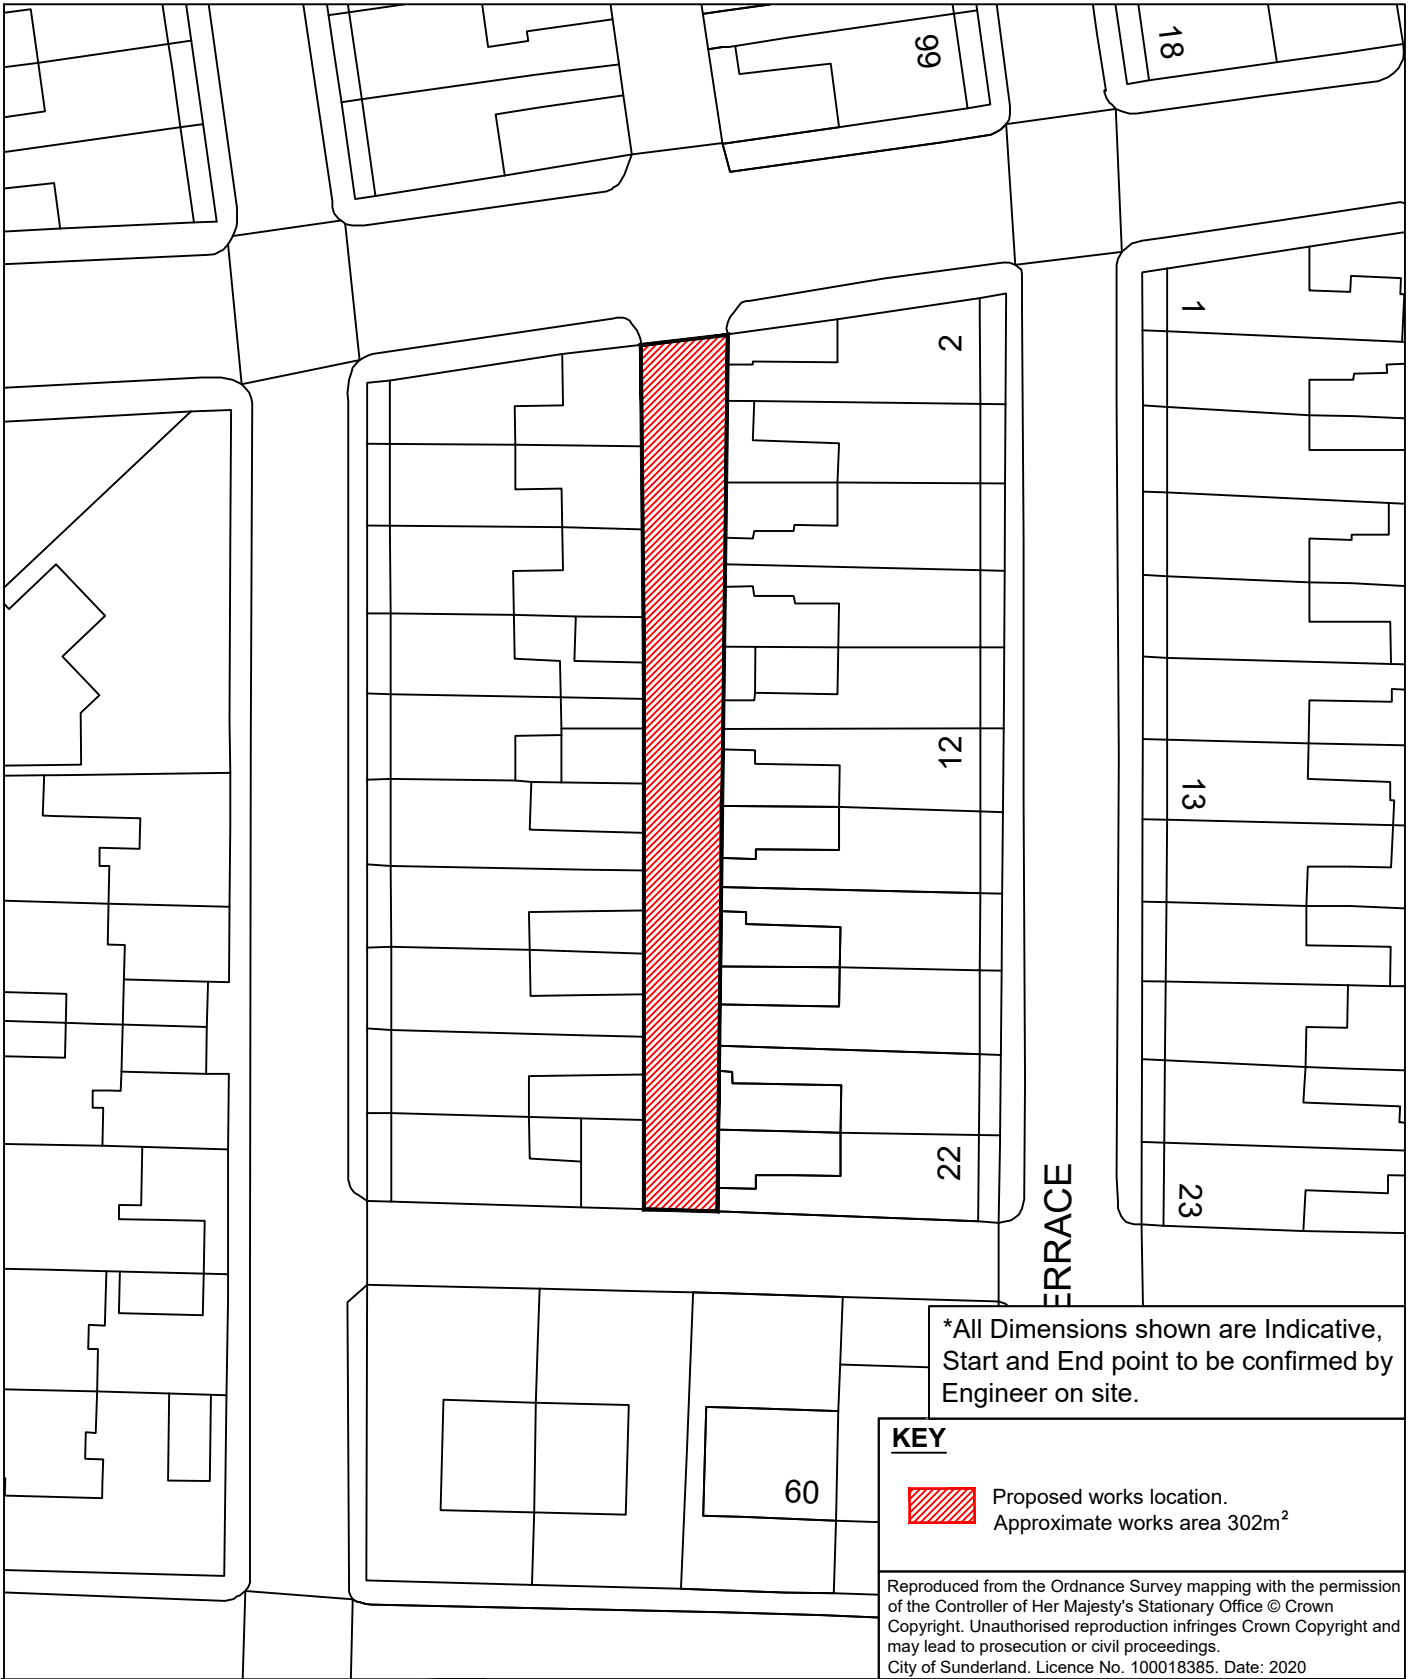 66
18
2
1
12
13
22
23
ERRACE
60
*All Dimensions shown are Indicative,
Start and End point to be confirmed by
Engineer on site.
KEY
Proposed works location.
Approximate works area 302m²
Reproduced from the Ordnance Survey mapping with the permission
of the Controller of Her Majesty's Stationary Office © Crown
Copyright. Unauthorised reproduction infringes Crown Copyright and
may lead to prosecution or civil proceedings.
City of Sunderland. Licence No. 100018385. Date: 2020